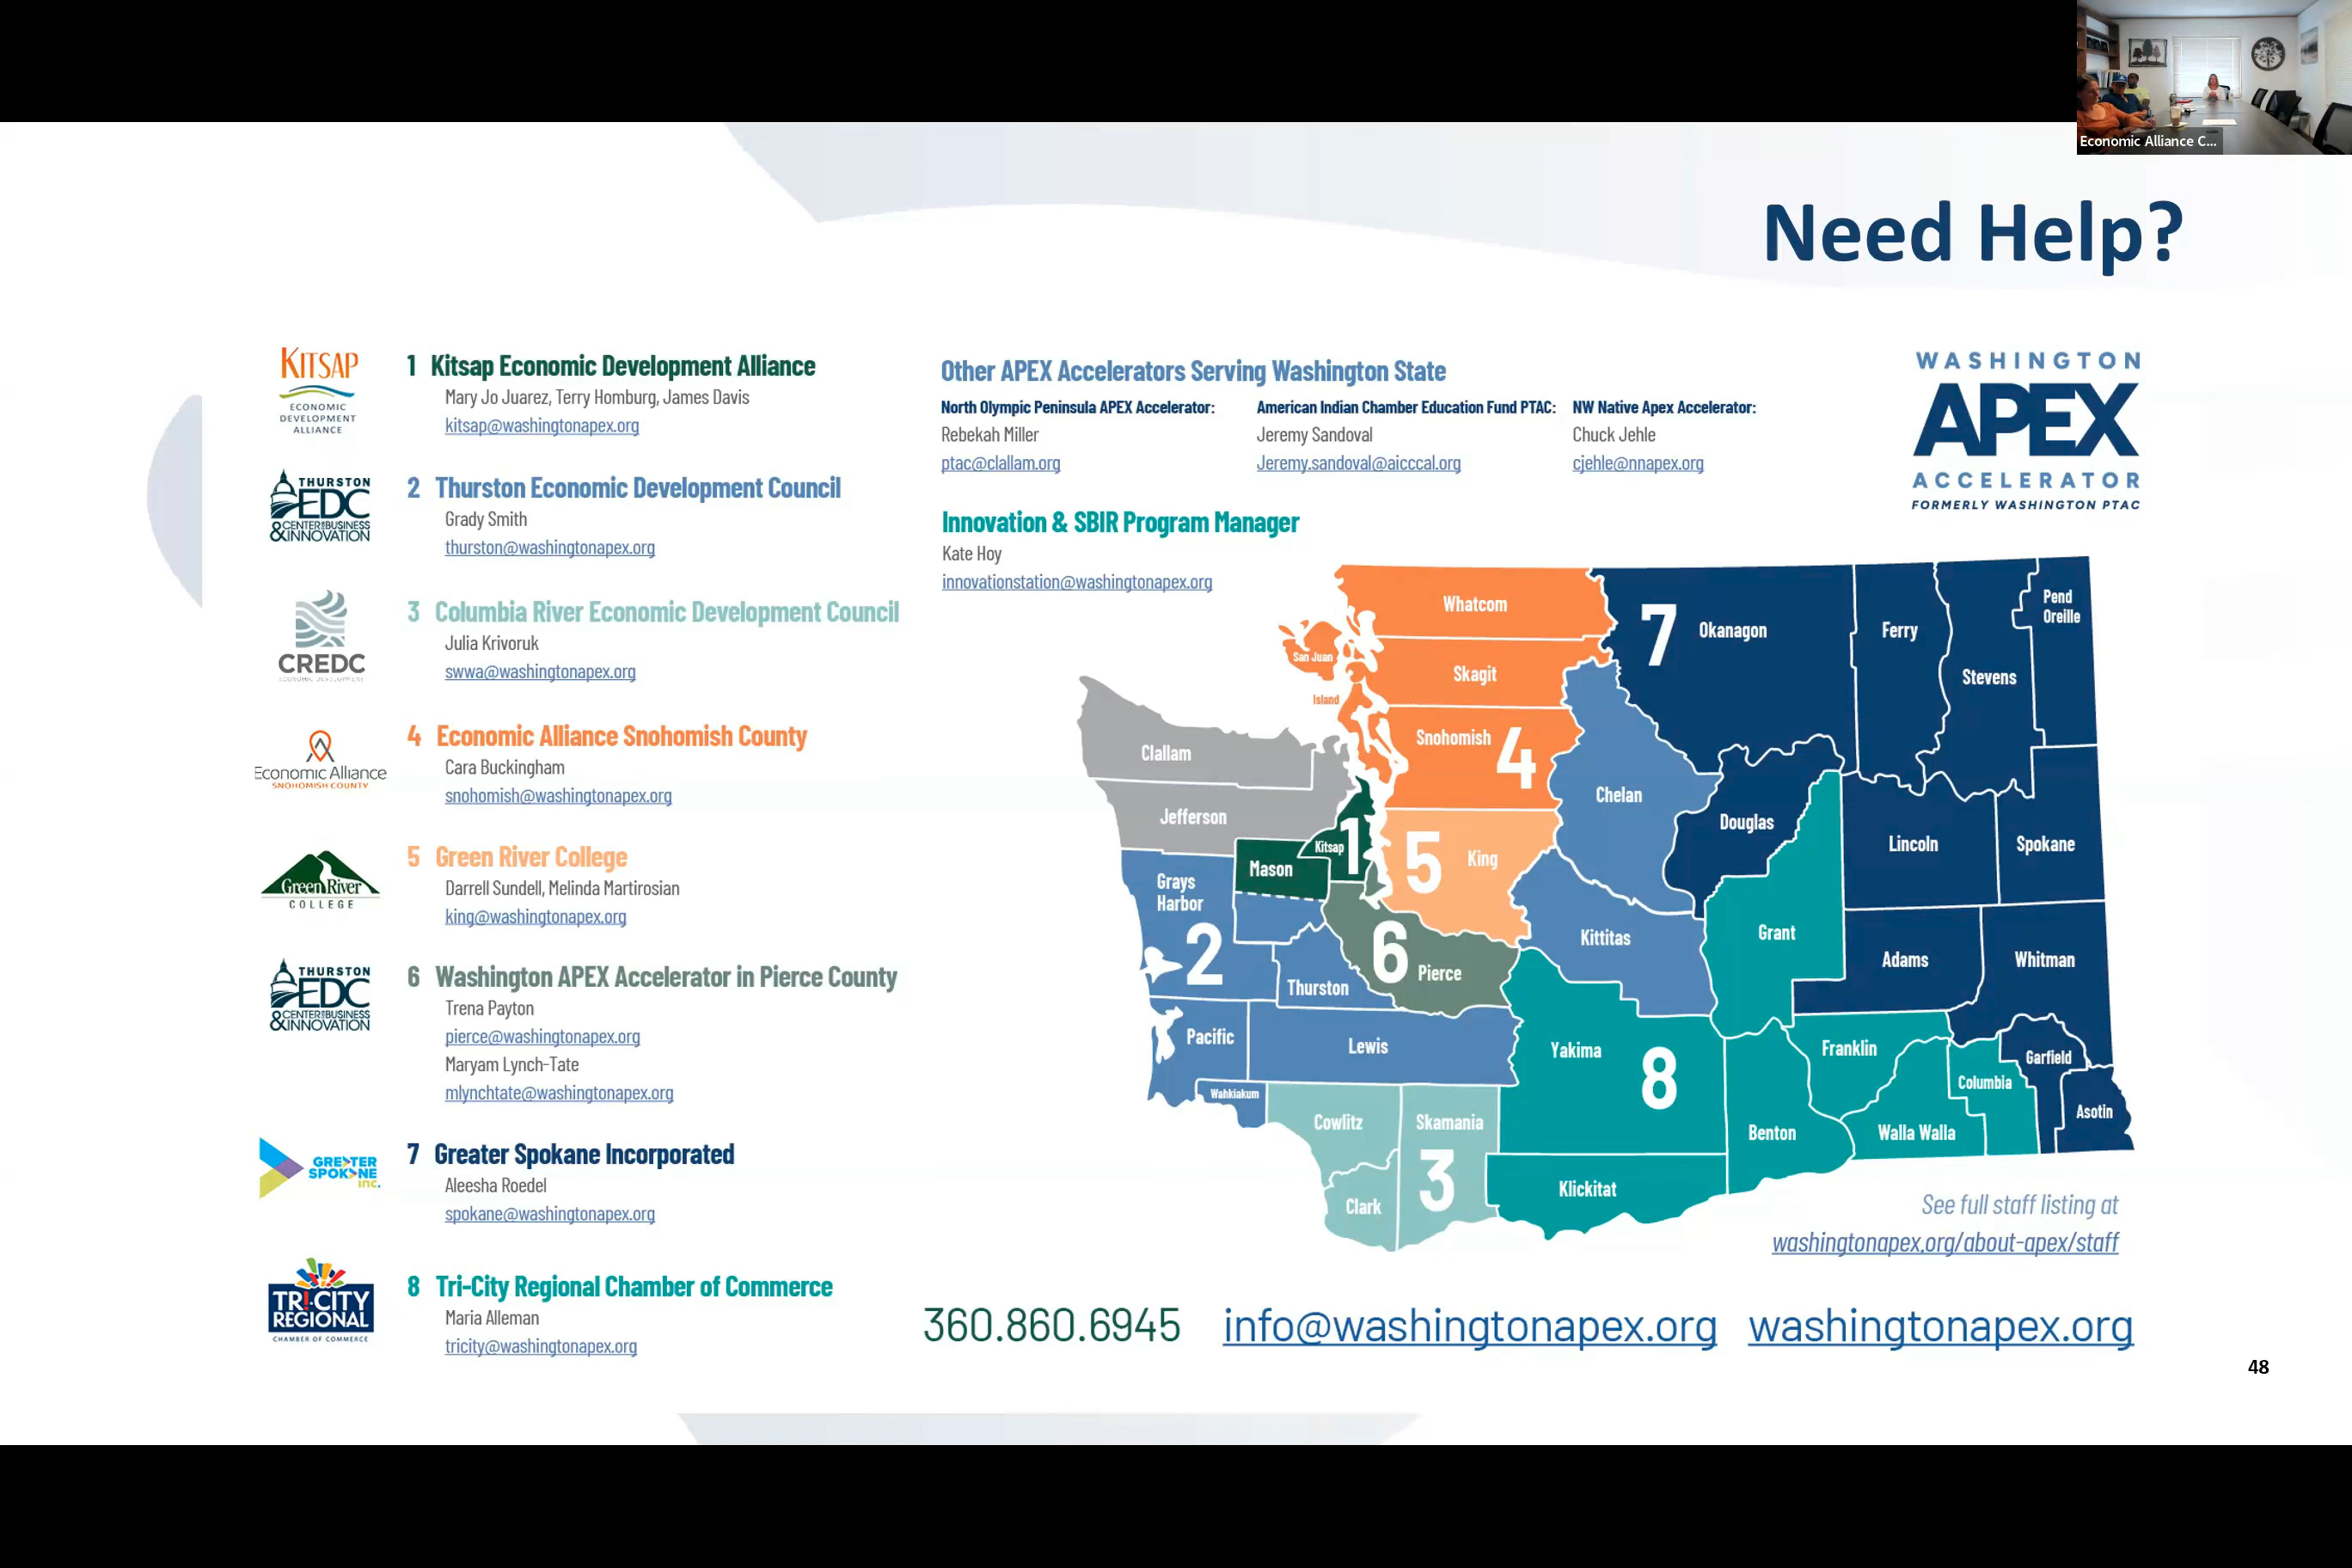 Economic Alliance C...
Need Help?
KITSAP
ECONOMIC
DEVELOPMENT
ALLIANCE
1 Kitsap Economic Development Alliance
Mary Jo Juarez, Terry Homburg, James Davis
kitsap@washingtonapex.org
THURSTON
EDC
CENTER FOR BUSINESS
& INNOVATION
2 Thurston Economic Development Council
Grady Smith
thurston@washingtonapex.org
CREDC
3 Columbia River Economic Development Council
Julia Krivoruk
swwa@washingtonapex.org
Economic Alliance
SNOHOMISH COUNTY
4 Economic Alliance Snohomish County
Cara Buckingham
snohomish@washingtonapex.org
Green River
COLLEGE
5 Green River College
Darrell Sundell, Melinda Martirosian
king@washingtonapex.org
THURSTON
EDC
CENTER FOR BUSINESS
& INNOVATION
6 Washington APEX Accelerator in Pierce County
Trena Payton
pierce@washingtonapex.org
Maryam Lynch-Tate
mlynchtate@washingtonapex.org
GREATER
SPOKANE
INC.
7 Greater Spokane Incorporated
Aleesha Roedel
spokane@washingtonapex.org
TRI-CITY
REGIONAL
CHAMBER OF COMMERCE
8 Tri-City Regional Chamber of Commerce
Maria Alleman
tricity@washingtonapex.org
Other APEX Accelerators Serving Washington State
North Olympic Peninsula APEX Accelerator:
Rebekah Miller
ptac@clallam.org
American Indian Chamber Education Fund PTAC:
Jeremy Sandoval
Jeremy.sandoval@aicccal.org
NW Native Apex Accelerator:
Chuck Jehle
cjehle@nnapex.org
Innovation & SBIR Program Manager
Kate Hoy
innovationstation@washingtonapex.org
WASHINGTON
APEX
ACCELERATOR
FORMERLY WASHINGTON PTAC
Whatcom
San Juan
Skagit
Island
Snohomish
4
7
Okanagon
Ferry
Stevens
Pend
Oreille
Clallam
Jefferson
Chelan
Douglas
Lincoln
Spokane
Kitsap
1
Mason
5
King
Grays
Harbor
2
6
Pierce
Thurston
Kittitas
Grant
Adams
Whitman
Pacific
Lewis
Yakima
8
Franklin
Garfield
Columbia
Asotin
Wahkiakum
Cowlitz
Skamania
3
Clark
Benton
Walla Walla
Klickitat
See full staff listing at
washingtonapex.org/about-apex/staff
360.860.6945 info@washingtonapex.org washingtonapex.org
48